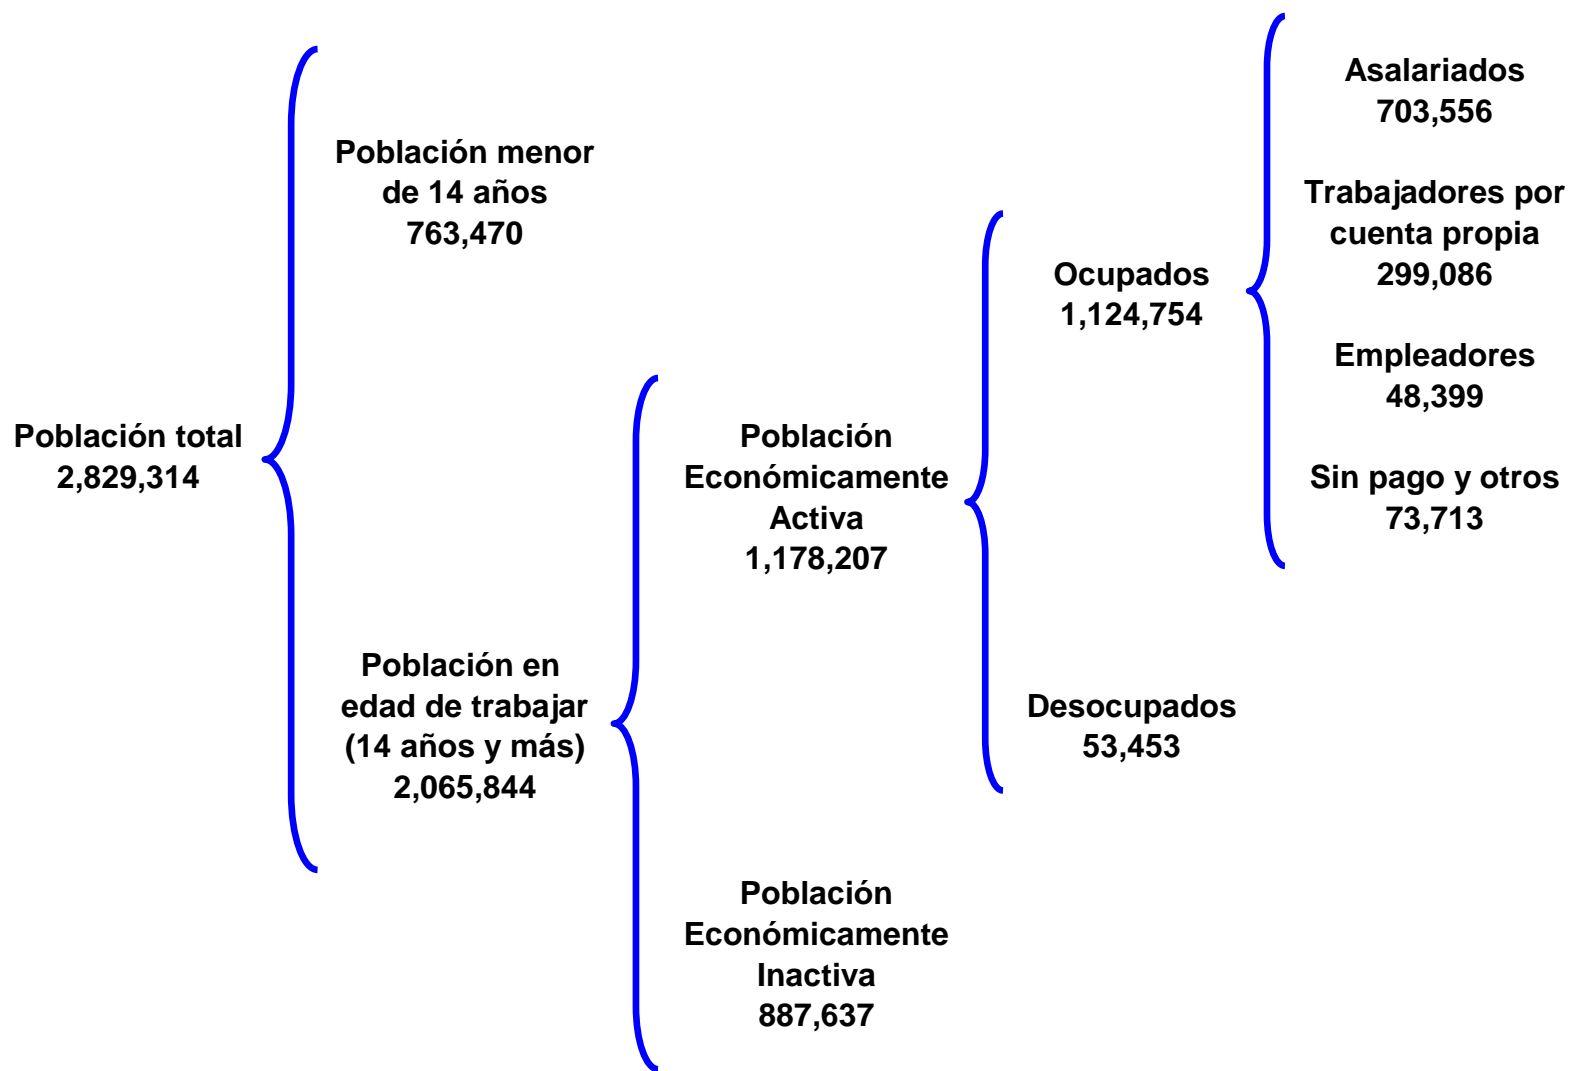 Población total
2,829,314
Población menor
de 14 años
763,470
Población en
edad de trabajar
(14 años y más)
2,065,844
Población
Económicamente
Activa
1,178,207
Población
Económicamente
Inactiva
887,637
Ocupados
1,124,754
Desocupados
53,453
Asalariados
703,556
Trabajadores por
cuenta propia
299,086
Empleadores
48,399
Sin pago y otros
73,713